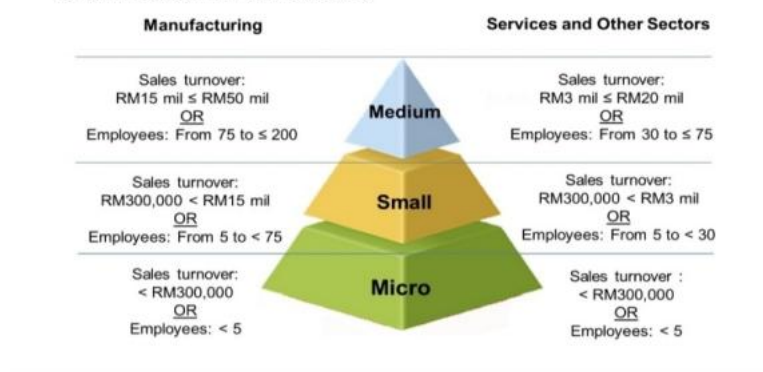 Manufacturing
Services and Other Sectors
Sales turnover:
RM15 mil ≤ RM50 mil
OR
Employees: From 75 to ≤ 200
Medium
Sales turnover:
RM3 mil ≤ RM20 mil
OR
Employees: From 30 to ≤ 75
Sales turnover:
RM300,000 < RM15 mil
OR
Employees: From 5 to < 75
Small
Sales turnover:
RM300,000 < RM3 mil
OR
Employees: From 5 to < 30
Sales turnover:
< RM300,000
OR
Employees: < 5
Micro
Sales turnover :
< RM300,000
OR
Employees: < 5